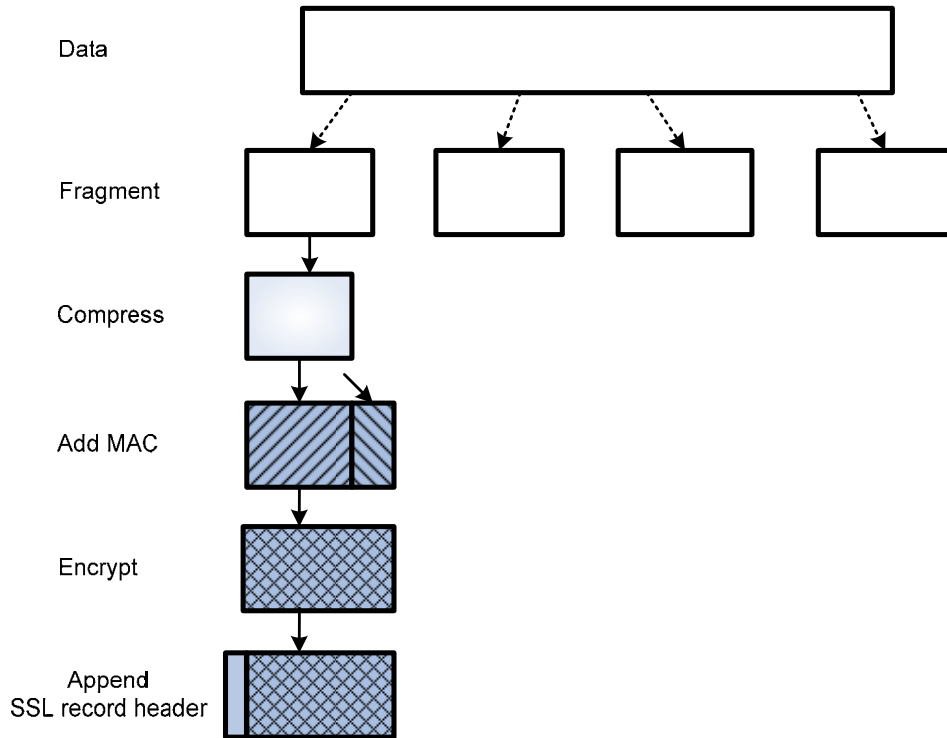 Data
Fragment
Compress
Add MAC
Encrypt
Append
SSL record header